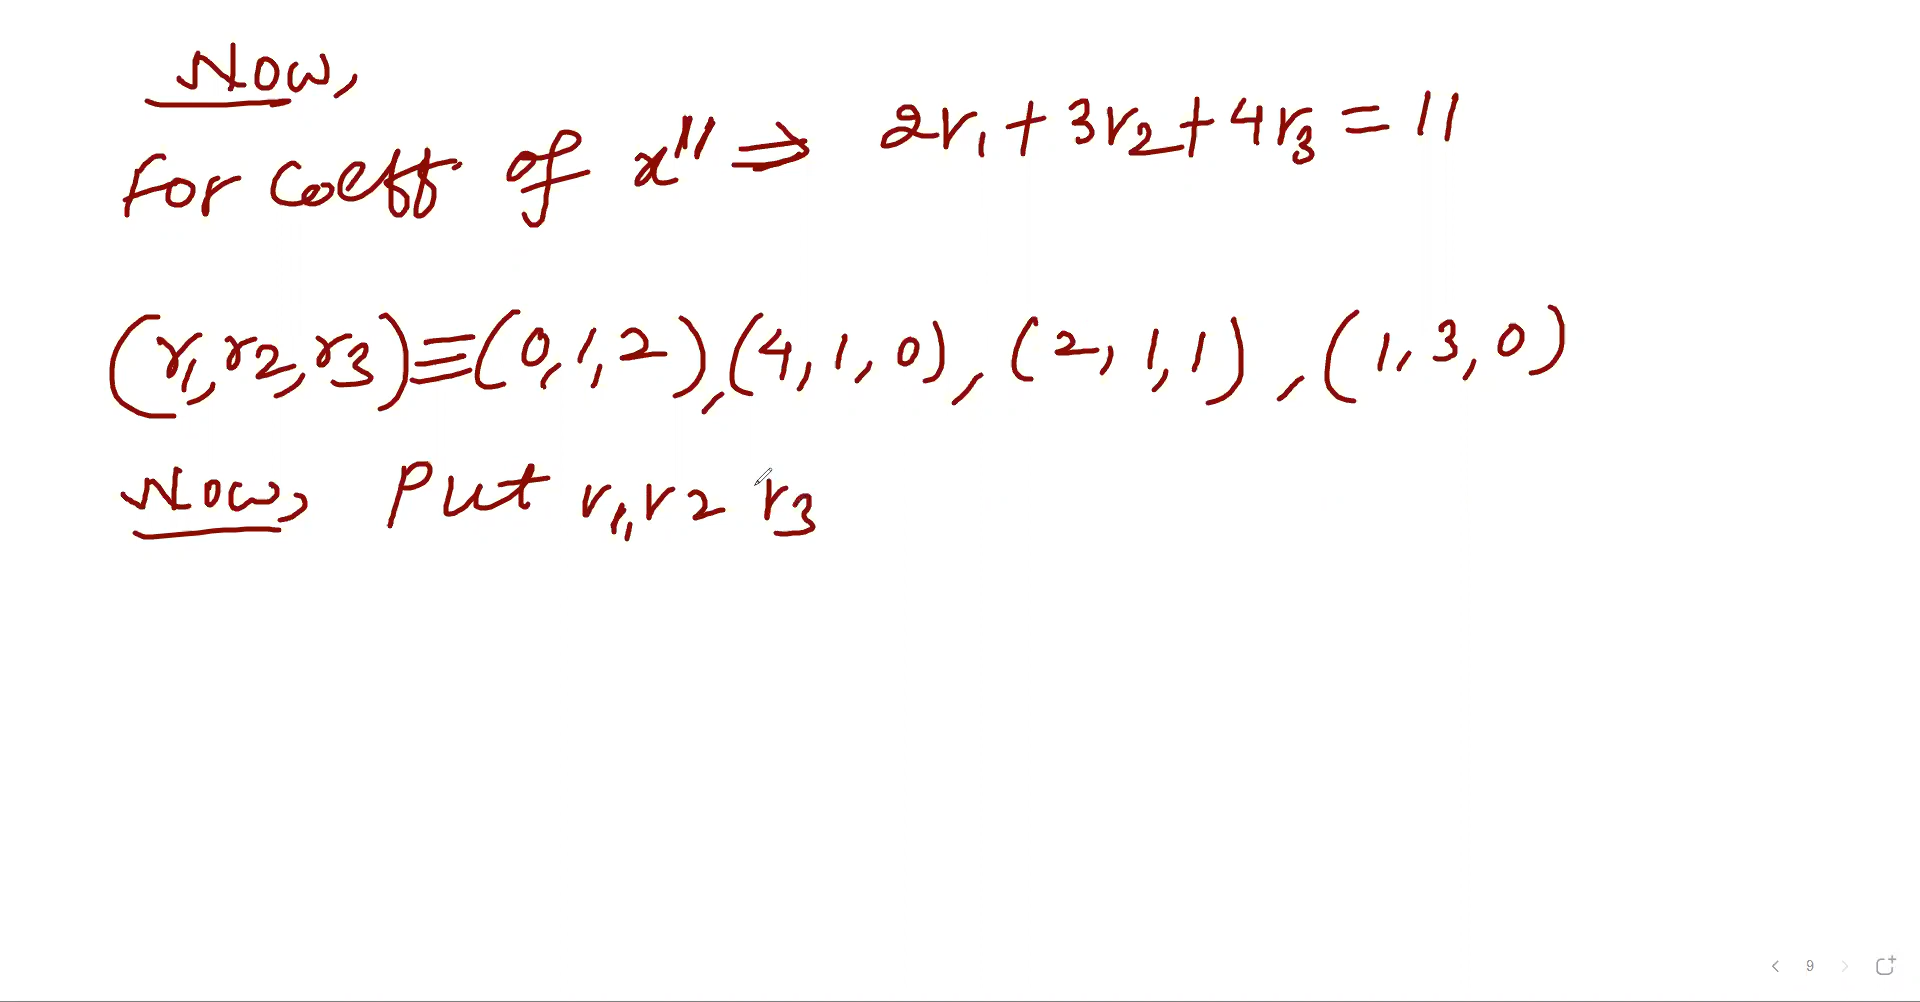 Now,
For coeff of x¹¹ ⇒ 2r₁ + 3r₂ + 4r₃ = 11
(r₁, r₂, r₃) ≡ (0, 1, 2), (4, 1, 0), (2, 1, 1), (1, 3, 0)
Now, Put r₁, r₂ r₃
9